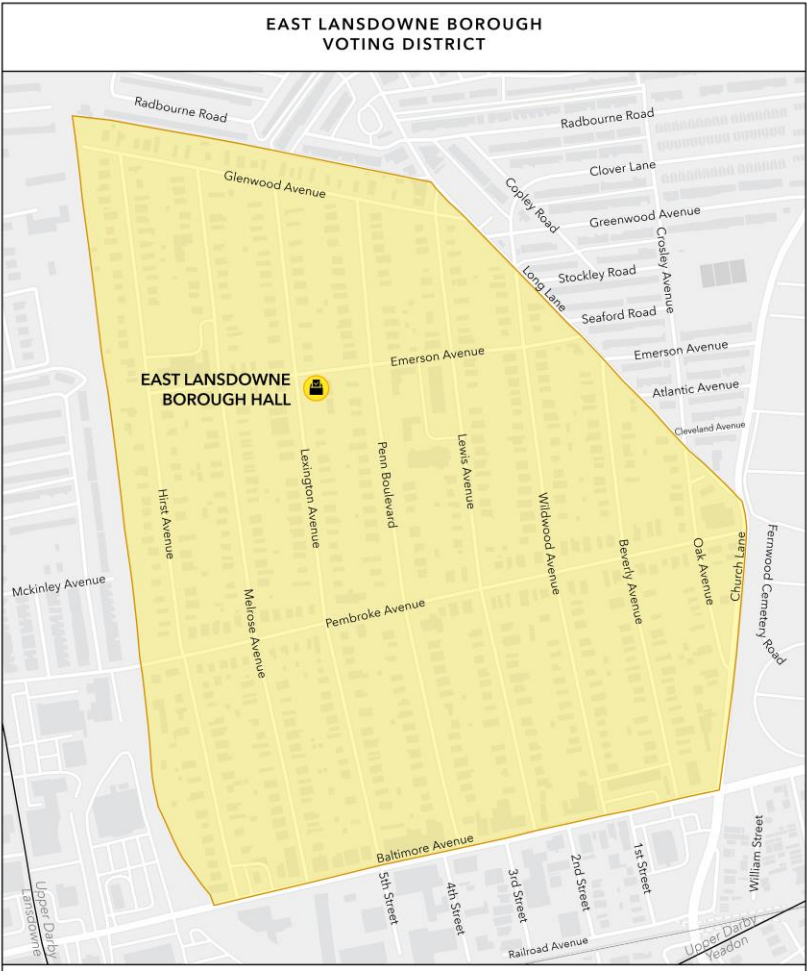 EAST LANSDOWNE BOROUGH
VOTING DISTRICT
Radbourne Road
Radbourne Road
Clover Lane
Glenwood Avenue
Copley Road
Greenwood Avenue
Crosley Avenue
Stockley Road
Long Lane
Seaford Road
Emerson Avenue
Emerson Avenue
EAST LANSDOWNE
BOROUGH HALL
Atlantic Avenue
Cleveland Avenue
Lexington Avenue
Penn Boulevard
Lewis Avenue
Hirst Avenue
Wildwood Avenue
Beverly Avenue
Oak Avenue
Church Lane
Fernwood Cemetery Road
Mckinley Avenue
Melrose Avenue
Pembroke Avenue
Baltimore Avenue
5th Street
4th Street
3rd Street
2nd Street
1st Street
William Street
Upper Darby
Lansdowne
Railroad Avenue
Upper Darby
Yeadon